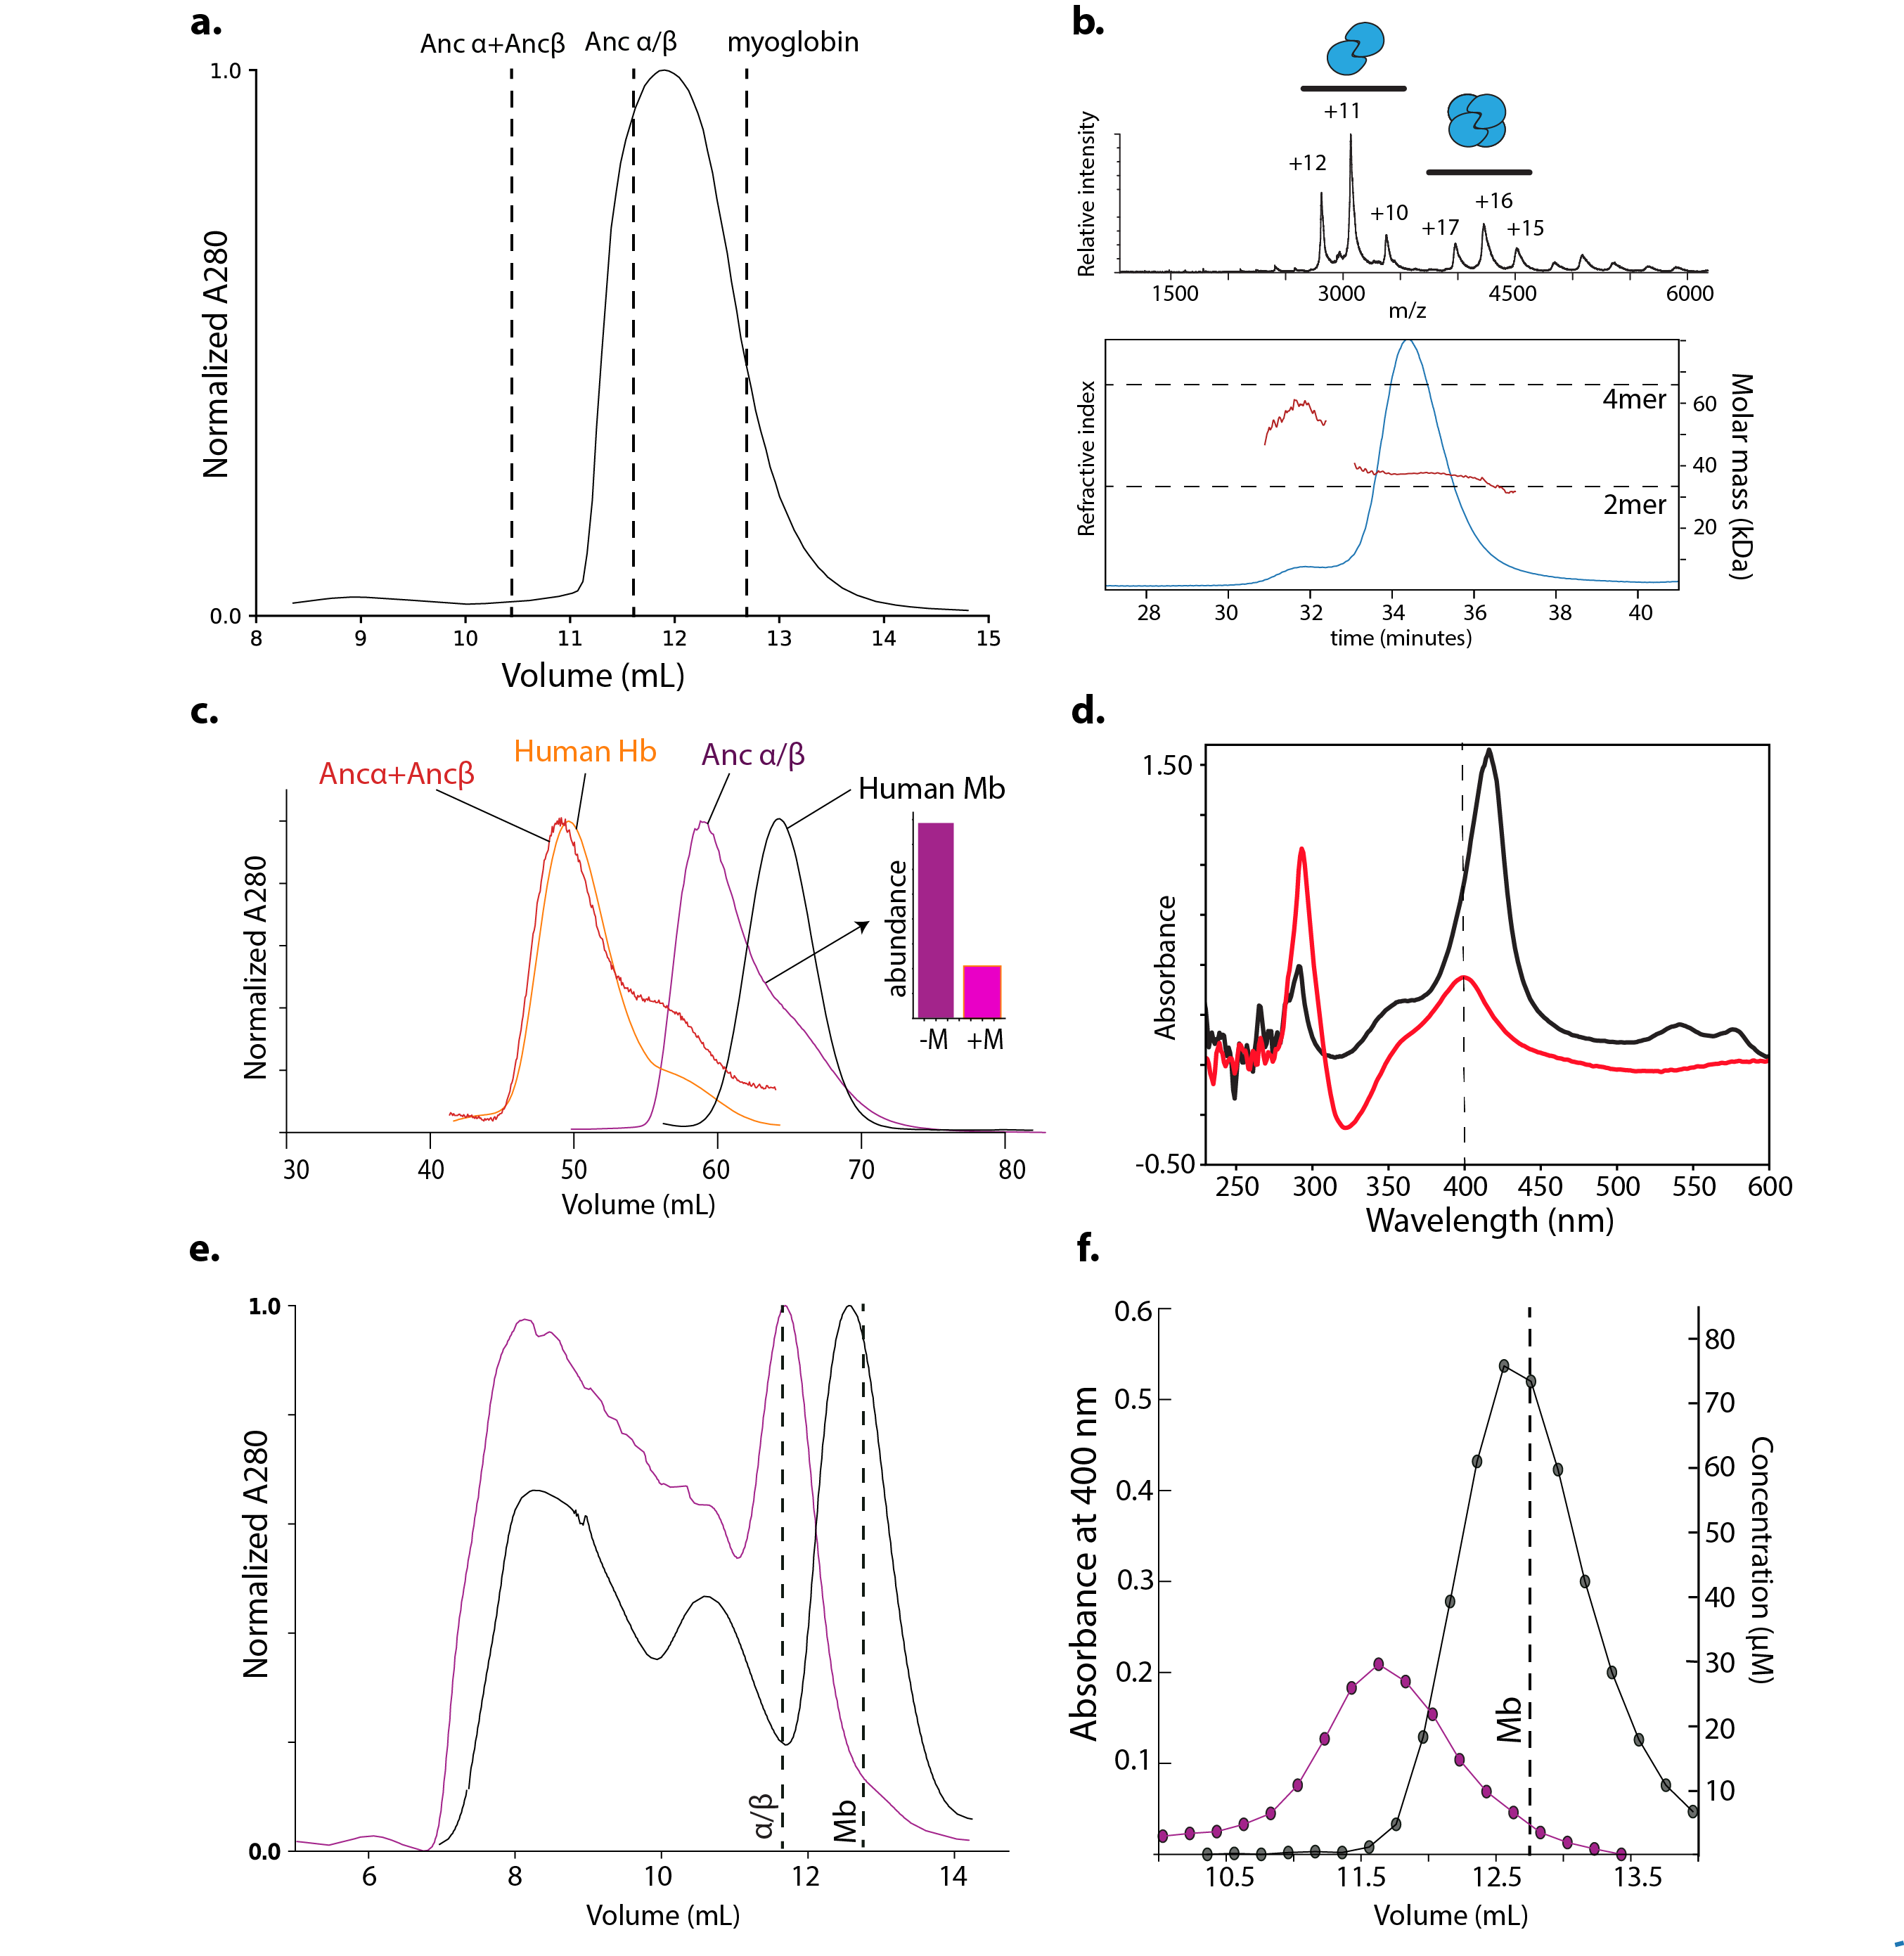 a.
Anc α+Ancβ
Anc α/β
myoglobin
1.0
0.0
Normalized A280
8 9 10 11 12 13 14 15
Volume (mL)
b.
+12
+11
+10
+17
+16
+15
Relative intensity
1500 3000 4500 6000
m/z
Refractive index
4mer
2mer
60
40
20
Molar mass (kDa)
28 30 32 34 36 38 40
time (minutes)
c.
Ancα+Ancβ
Human Hb
Anc α/β
Human Mb
Normalized A280
abundance
-M +M
30 40 50 60 70 80
Volume (mL)
d.
1.50
-0.50
Absorbance
250 300 350 400 450 500 550 600
Wavelength (nm)
e.
1.0
0.0
Normalized A280
α/β
Mb
6 8 10 12 14
Volume (mL)
f.
0.6
0.5
0.4
0.3
0.2
0.1
Absorbance at 400 nm
Mb
80
70
60
50
40
30
20
10
Concentration (µM)
10.5 11.5 12.5 13.5
Volume (mL)